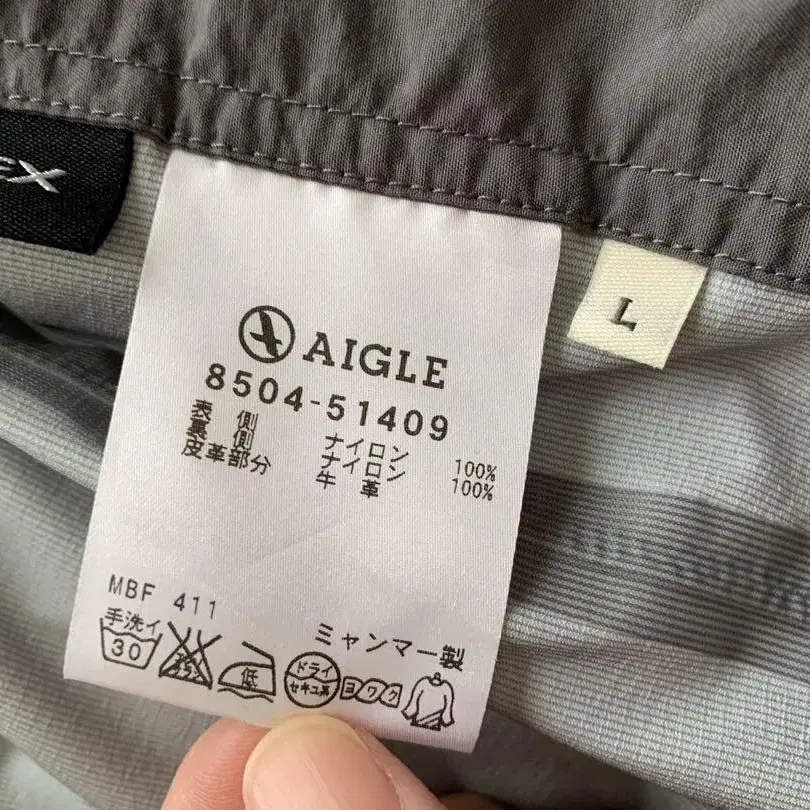 EX
AIGLE
L
8504-51409
表側 ナイロン 100%
裏側 ナイロン 100%
皮革部分 牛革
MBF 411
ミャンマー製
手洗イ 30
低
ドライ
セキユ系
ヨワク